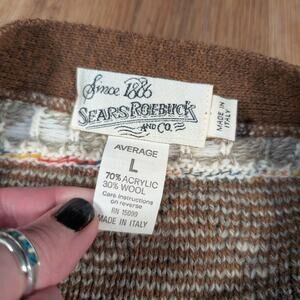 Since 1886
SEARS, ROEBUCK
AND CO.
MADE IN
ITALY
AVERAGE
L
70% ACRYLIC
30% WOOL
Care instructions
on reverse
RN 15099
MADE IN ITALY